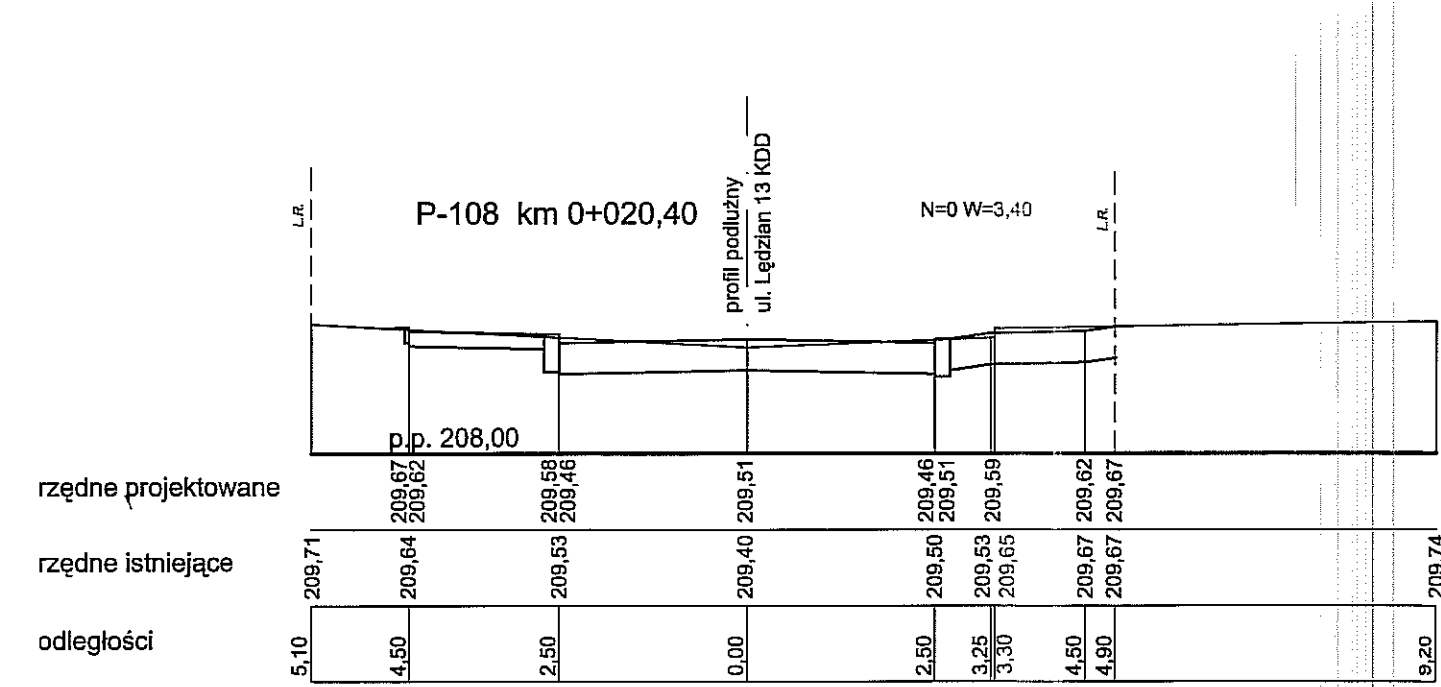 L.R.
P-108 km 0+020,40
profil podlużny
ul. Lędzian 13 KDD
N=0 W=3,40
L.R.
p.p. 208,00
rzędne projektowane
209,67 209,62 209,58 209,46 209,51 209,46 209,51 209,59 209,62 209,67
rzędne istniejące
209,71 209,64 209,53 209,40 209,50 209,53 209,65 209,67 209,67 209,74
odległości
5,10 4,50 2,50 0,00 2,50 3,25 3,30 4,50 4,90 9,20